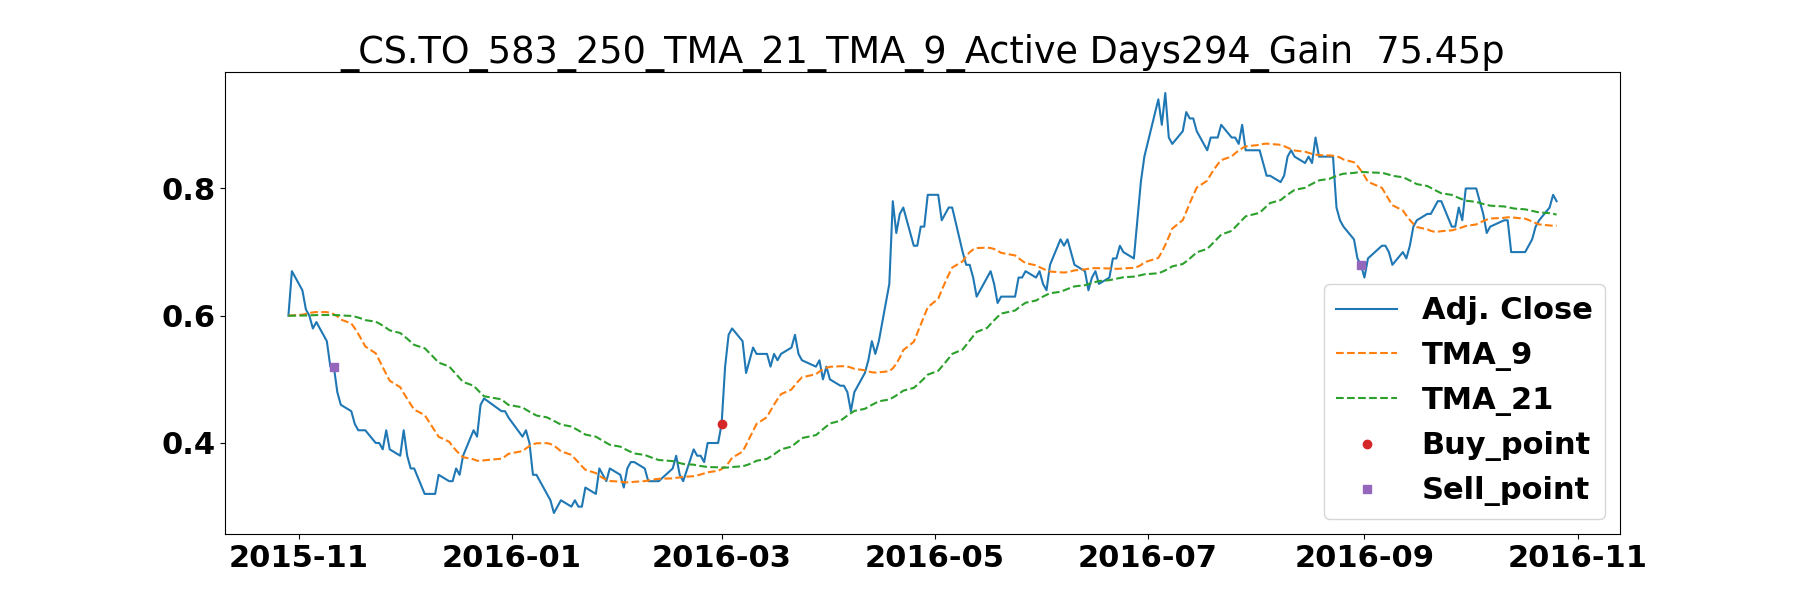 _CS.TO_583_250_TMA_21_TMA_9_Active Days294_Gain  75.45p
0.8
0.6
0.4
Adj. Close
TMA_9
TMA_21
Buy_point
Sell_point
2015-11 2016-01 2016-03 2016-05 2016-07 2016-09 2016-11